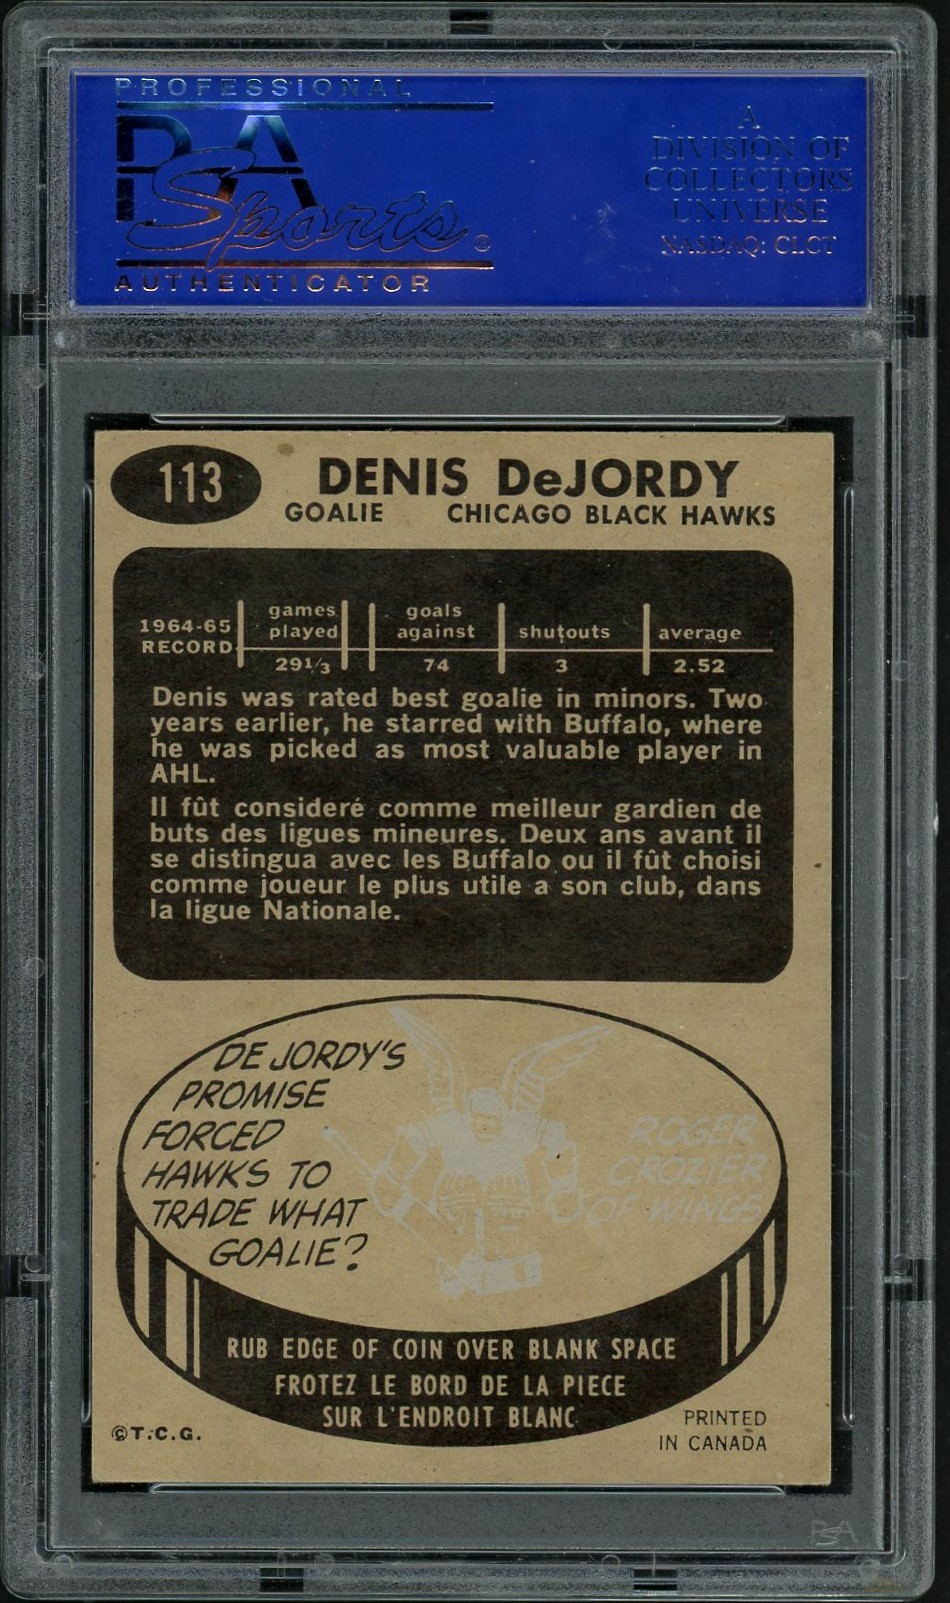 PROFESSIONAL
PSA
Sports®
AUTHENTICATOR
A
DIVISION OF
COLLECTORS
UNIVERSE
NASDAQ: CLCT
113
DENIS DeJORDY
GOALIE CHICAGO BLACK HAWKS
1964-65 RECORD
games played
goals against
shutouts
average
29 1/3 74 3 2.52
Denis was rated best goalie in minors. Two
years earlier, he starred with Buffalo, where
he was picked as most valuable player in
AHL.
Il fût consideré comme meilleur gardien de
buts des ligues mineures. Deux ans avant il
se distingua avec les Buffalo ou il fût choisi
comme joueur le plus utile a son club, dans
la ligue Nationale.
DE JORDY'S
PROMISE
FORCED
HAWKS TO
TRADE WHAT
GOALIE?
ROGER
CROZIER
OF WINGS
RUB EDGE OF COIN OVER BLANK SPACE
FROTEZ LE BORD DE LA PIECE
SUR L'ENDROIT BLANC
©T.C.G.
PRINTED
IN CANADA
PSA